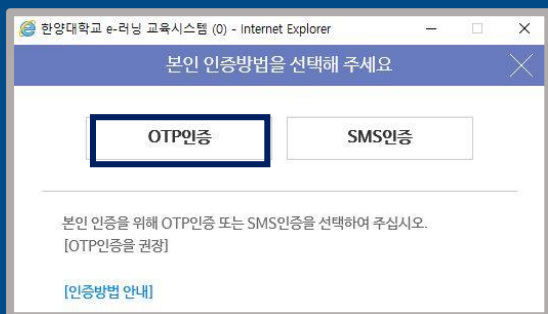 한양대학교 e-러닝 교육시스템 (0) - Internet Explorer
본인 인증방법을 선택해 주세요
OTP인증
SMS인증
본인 인증을 위해 OTP인증 또는 SMS인증을 선택하여 주십시오.
[OTP인증을 권장]
[인증방법 안내]